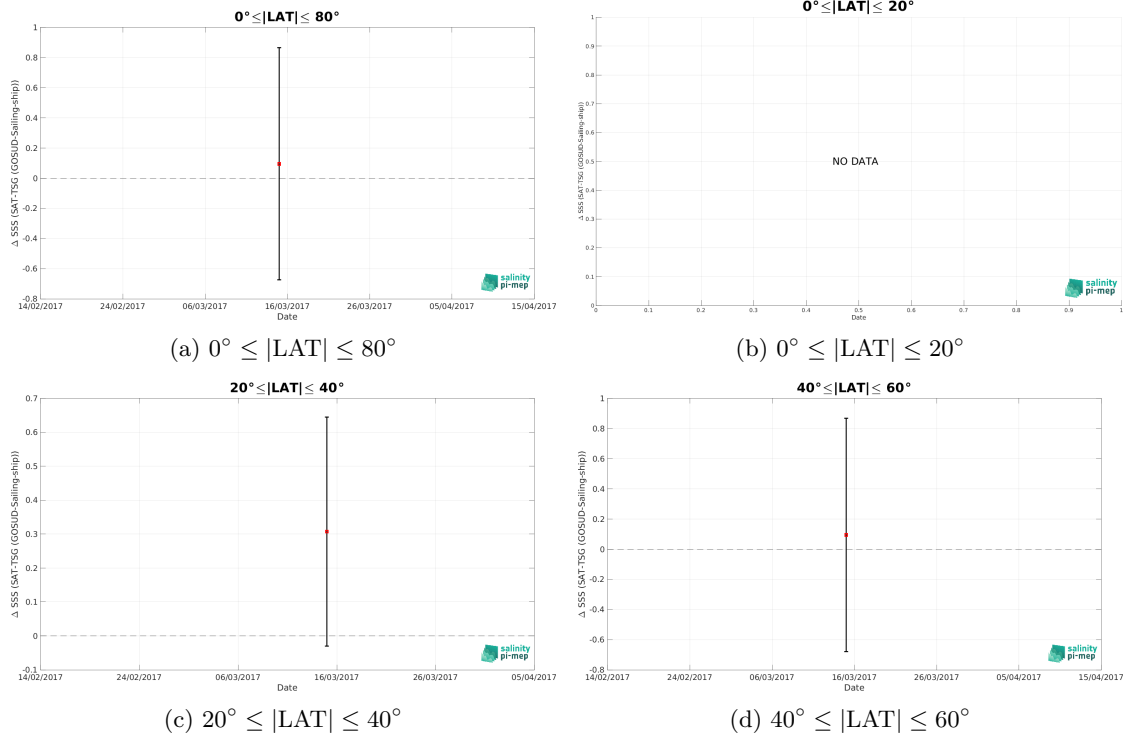 0°≤|LAT|≤ 80°
1
0.8
0.6
0.4
0.2
0
-0.2
-0.4
-0.6
-0.8
Δ SSS (SAT-TSG (GOSUD-Sailing-ship))
14/02/2017 24/02/2017 06/03/2017 16/03/2017 26/03/2017 05/04/2017 15/04/2017
Date
salinity
pi-mep
(a) 0° ≤ |LAT| ≤ 80°
0°≤|LAT|≤ 20°
1
0.9
0.8
0.7
0.6
0.5
0.4
0.3
0.2
0.1
0
Δ SSS (SAT-TSG (GOSUD-Sailing-ship))
NO DATA
0 0.1 0.2 0.3 0.4 0.5 0.6 0.7 0.8 0.9 1
Date
salinity
pi-mep
(b) 0° ≤ |LAT| ≤ 20°
20°≤|LAT|≤ 40°
0.7
0.6
0.5
0.4
0.3
0.2
0.1
0
-0.1
Δ SSS (SAT-TSG (GOSUD-Sailing-ship))
14/02/2017 24/02/2017 06/03/2017 16/03/2017 26/03/2017 05/04/2017
Date
salinity
pi-mep
(c) 20° ≤ |LAT| ≤ 40°
40°≤|LAT|≤ 60°
1
0.8
0.6
0.4
0.2
0
-0.2
-0.4
-0.6
-0.8
Δ SSS (SAT-TSG (GOSUD-Sailing-ship))
14/02/2017 24/02/2017 06/03/2017 16/03/2017 26/03/2017 05/04/2017 15/04/2017
Date
salinity
pi-mep
(d) 40° ≤ |LAT| ≤ 60°